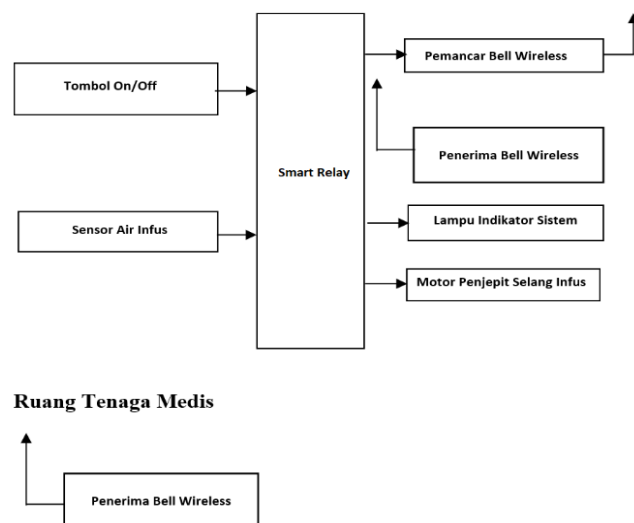 Tombol On/Off
Sensor Air Infus
Smart Relay
Pemancar Bell Wireless
Penerima Bell Wireless
Lampu Indikator Sistem
Motor Penjepit Selang Infus
Ruang Tenaga Medis
Penerima Bell Wireless